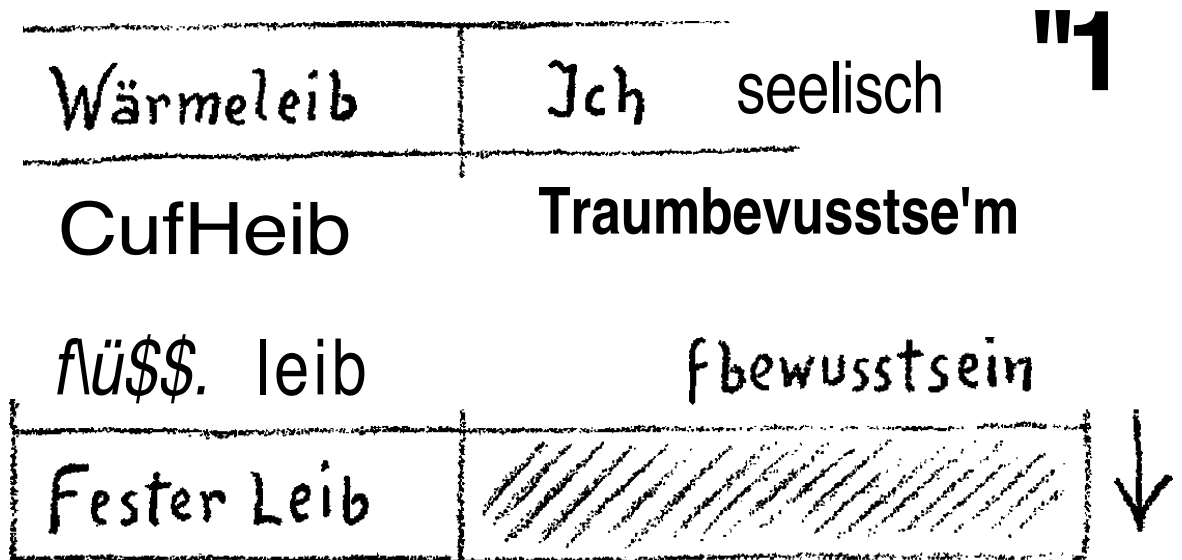 "1
Wärmeleib Ich seelisch
CufHeib Traumbevusstse'm
flü$$. leib fbewusstsein
Fester Leib